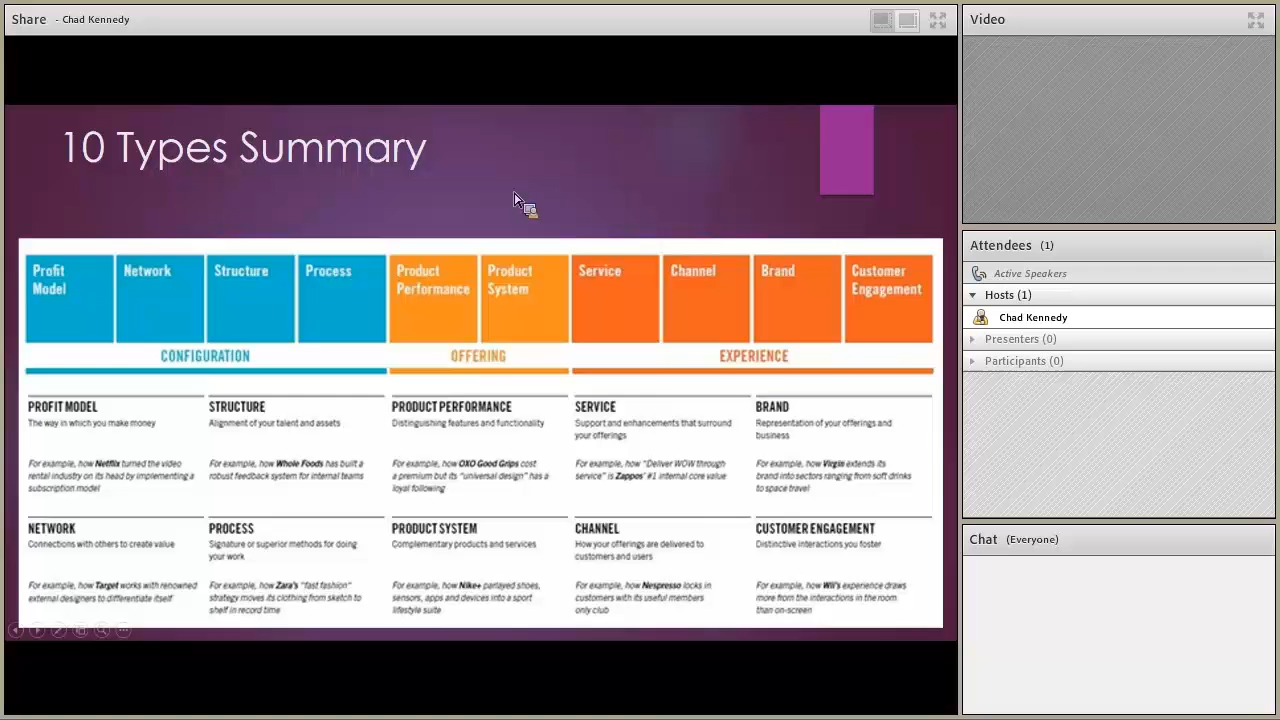 Share - Chad Kennedy
10 Types Summary
Profit Model
Network
Structure
Process
Product Performance
Product System
Service
Channel
Brand
Customer Engagement
CONFIGURATION
OFFERING
EXPERIENCE
PROFIT MODEL
The way in which you make money
For example, how Netflix turned the video
rental industry on its head by implementing a
subscription model
STRUCTURE
Alignment of your talent and assets
For example, how Whole Foods has built a
robust feedback system for internal teams
PRODUCT PERFORMANCE
Distinguishing features and functionality
For example, how OXO Good Grips cost
a premium but its "universal design" has a
loyal following
SERVICE
Support and enhancements that surround
your offerings
For example, how "Deliver WOW through
service" is Zappos' #1 internal core value
BRAND
Representation of your offerings and
business
For example, how Virgin extends its
brand into sectors ranging from soft drinks
to space travel
NETWORK
Connections with others to create value
For example, how Target works with renowned
external designers to differentiate itself
PROCESS
Signature or superior methods for doing
your work
For example, how Zara's "fast fashion"
strategy moves its clothing from sketch to
shelf in record time
PRODUCT SYSTEM
Complementary products and services
For example, how Nike+ parlayed shoes,
sensors, apps and devices into a sport
lifestyle suite
CHANNEL
How your offerings are delivered to
customers and users
For example, how Nespresso locks in
customers with its useful members
only club
CUSTOMER ENGAGEMENT
Distinctive interactions you foster
For example, how Wii's experience draws
more from the interactions in the room
than on-screen
Video
Attendees (1)
Active Speakers
Hosts (1)
Chad Kennedy
Presenters (0)
Participants (0)
Chat (Everyone)